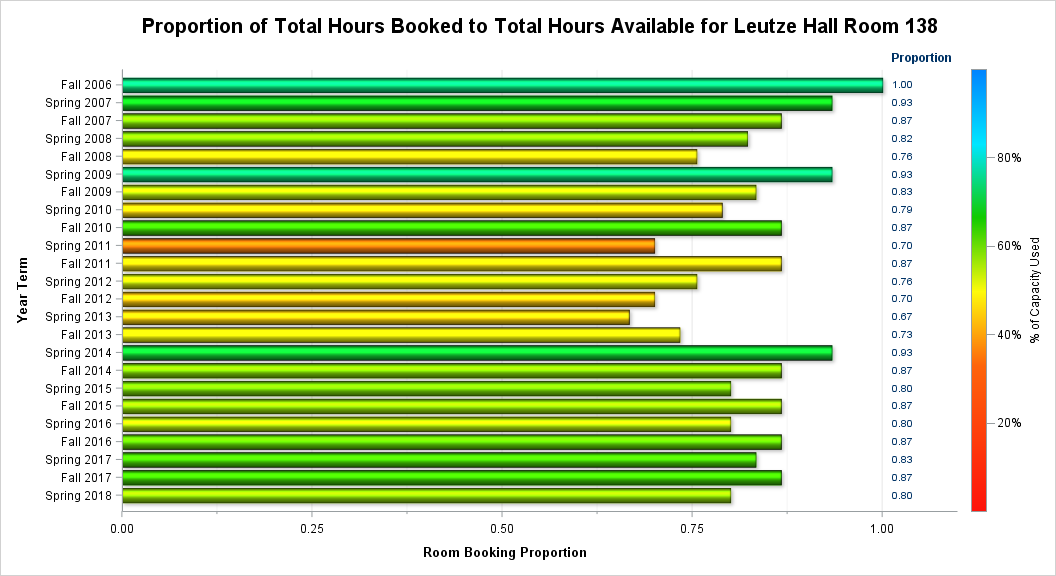 Proportion of Total Hours Booked to Total Hours Available for Leutze Hall Room 138
Proportion
Fall 2006 1.00
Spring 2007 0.93
Fall 2007 0.87
Spring 2008 0.82
Fall 2008 0.76
Spring 2009 0.93
Fall 2009 0.83
Spring 2010 0.79
Fall 2010 0.87
Spring 2011 0.70
Fall 2011 0.87
Spring 2012 0.76
Fall 2012 0.70
Spring 2013 0.67
Fall 2013 0.73
Spring 2014 0.93
Fall 2014 0.87
Spring 2015 0.80
Fall 2015 0.87
Spring 2016 0.80
Fall 2016 0.87
Spring 2017 0.83
Fall 2017 0.87
Spring 2018 0.80
Year Term
80%
60%
40%
20%
% of Capacity Used
0.00 0.25 0.50 0.75 1.00
Room Booking Proportion